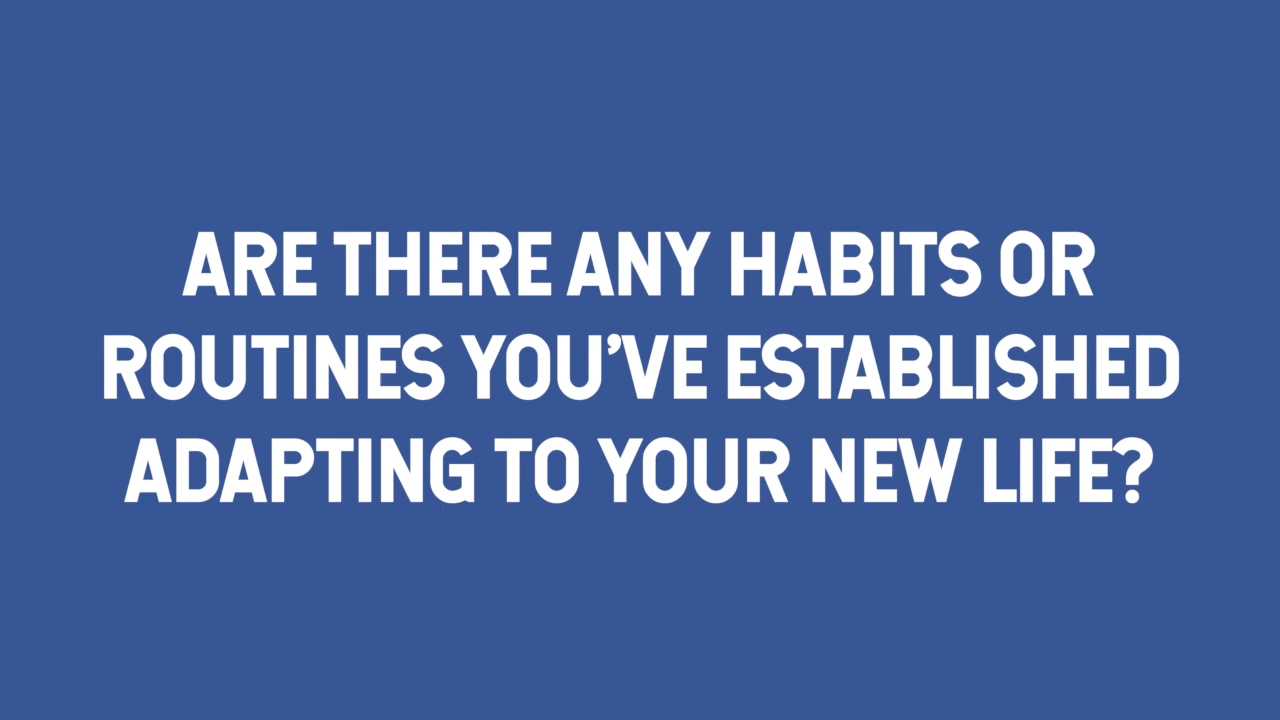 ARE THERE ANY HABITS OR
ROUTINES YOU’VE ESTABLISHED
ADAPTING TO YOUR NEW LIFE?